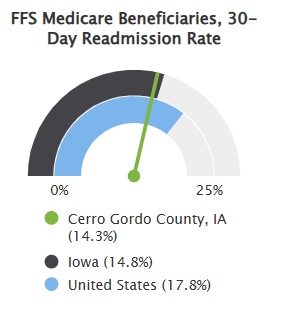 FFS Medicare Beneficiaries, 30-
Day Readmission Rate
0%
25%
Cerro Gordo County, IA
(14.3%)
Iowa (14.8%)
United States (17.8%)